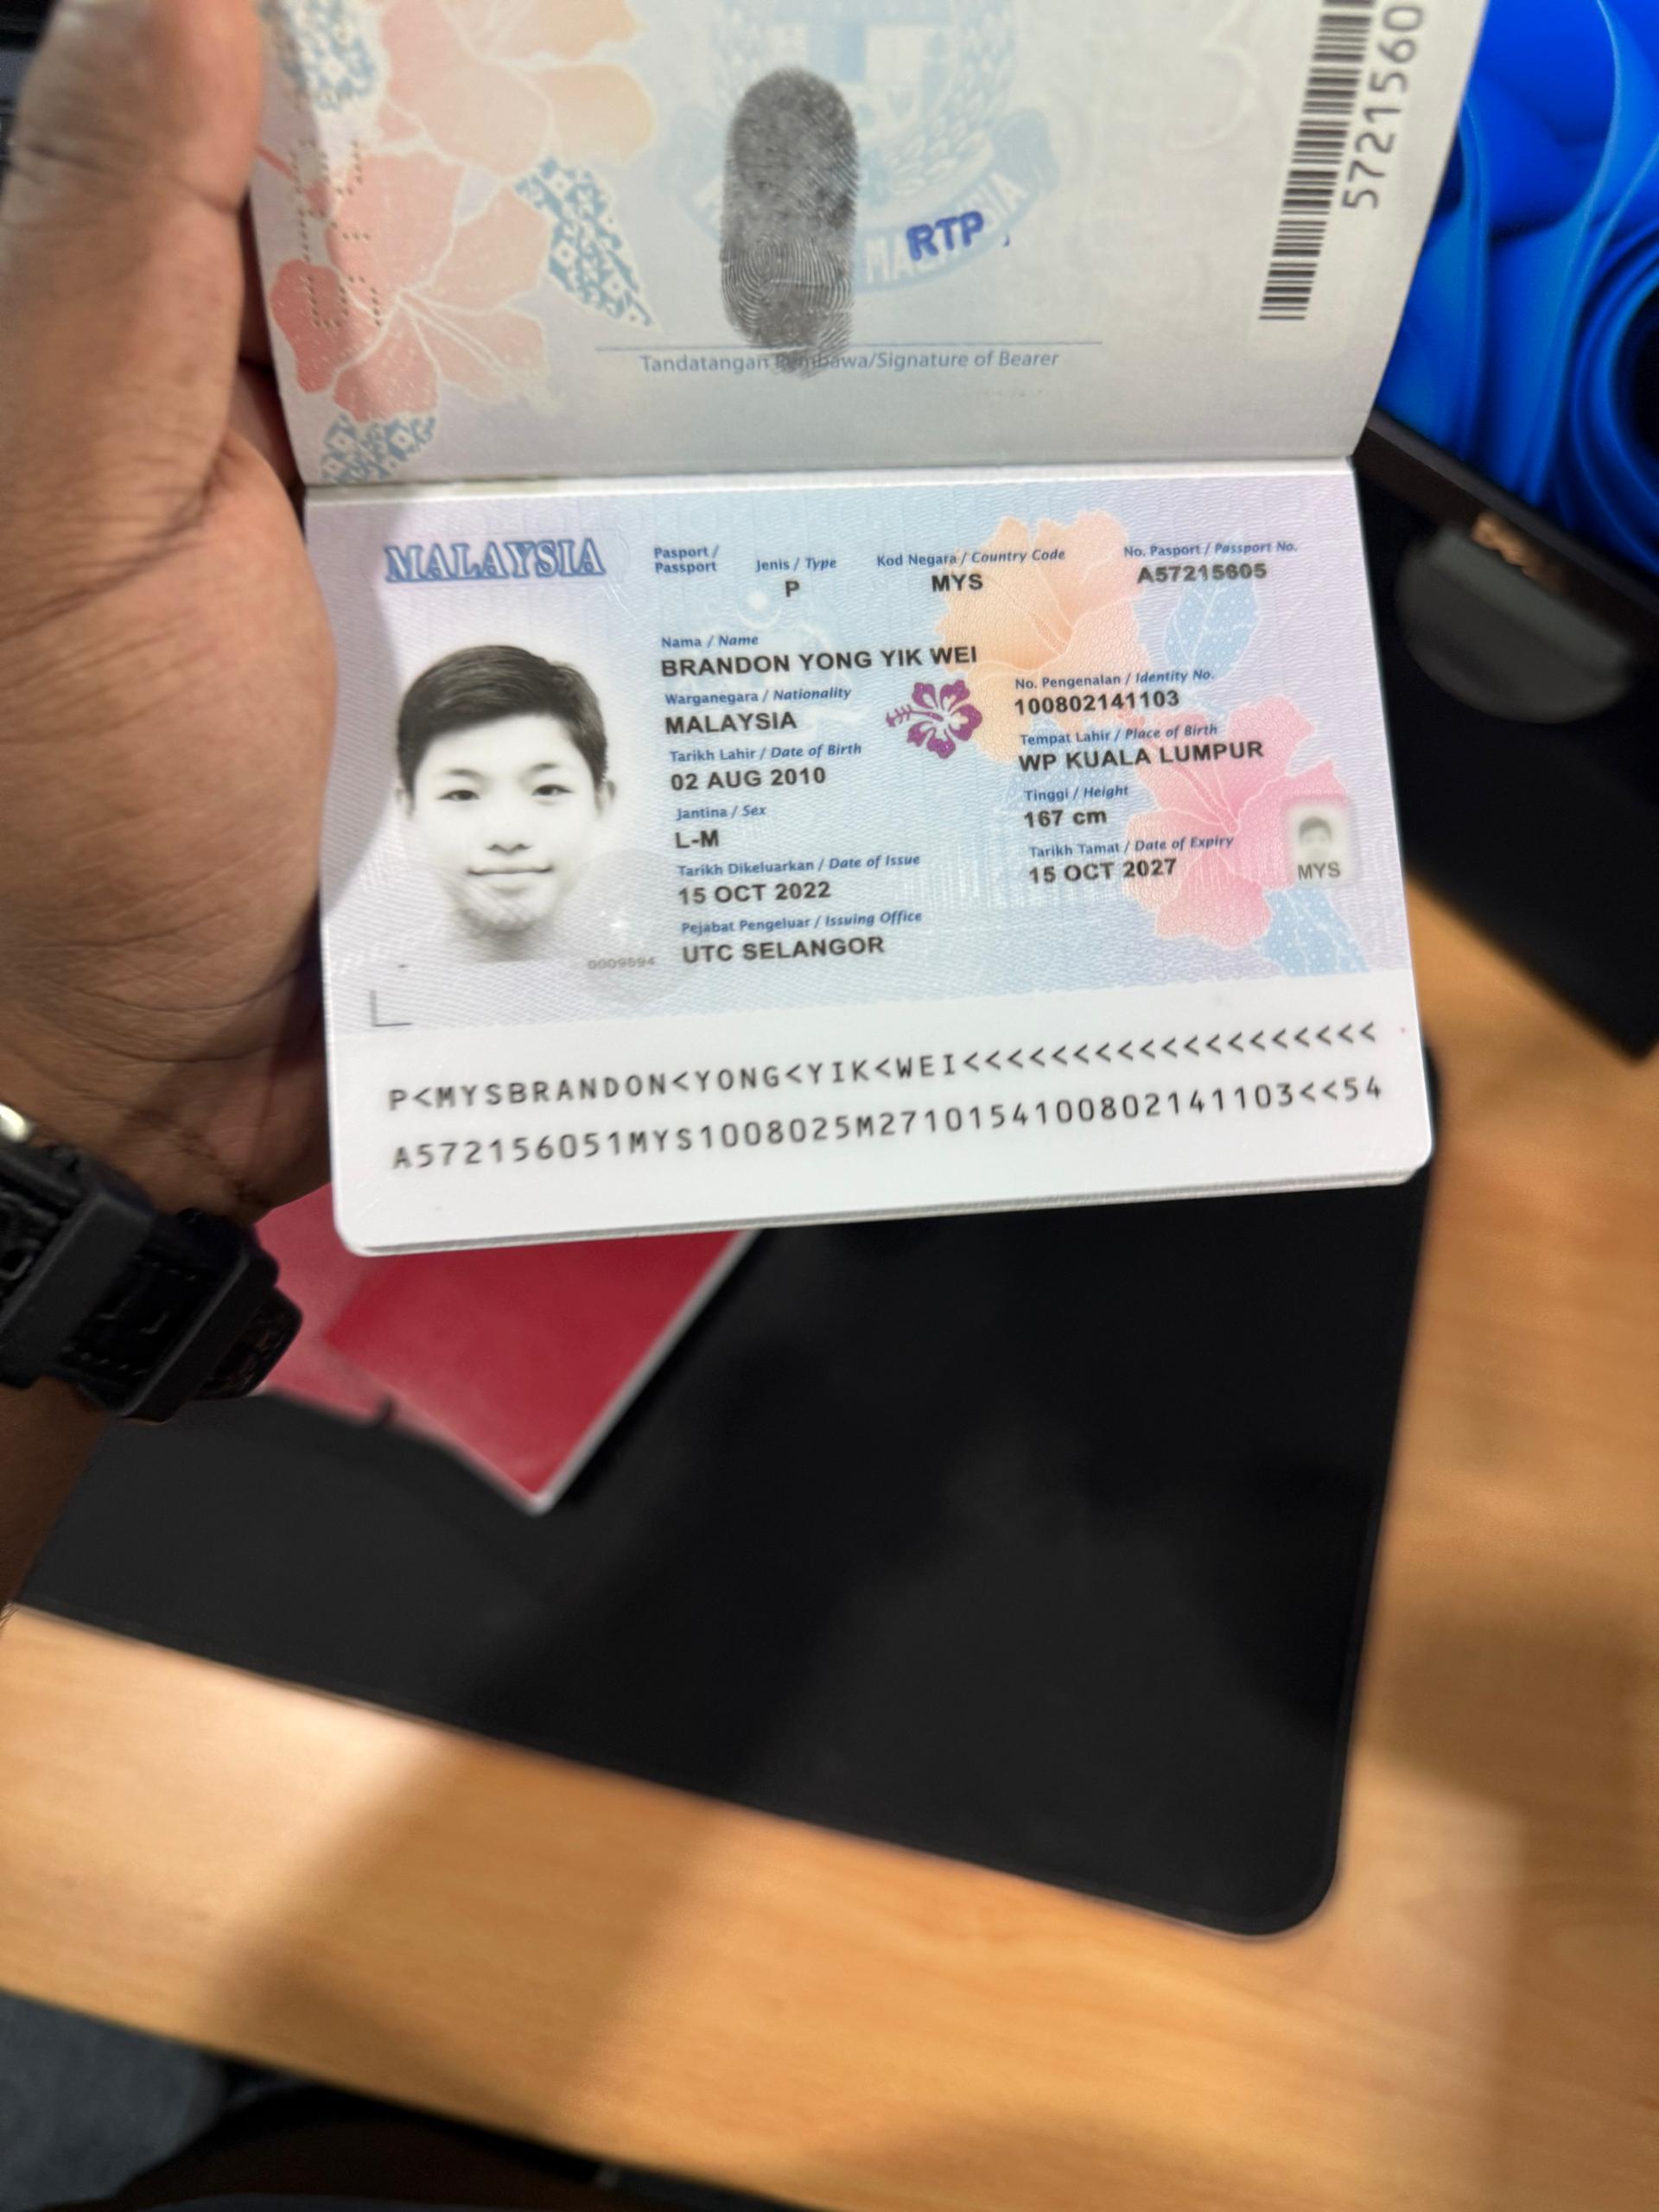 5721560
RTP
Tandatangan Pembawa/Signature of Bearer
MALAYSIA
Pasport / Passport
Jenis / Type
P
Kod Negara / Country Code
MYS
No. Pasport / Passport No.
A57215605
Nama / Name
BRANDON YONG YIK WEI
Warganegara / Nationality
MALAYSIA
No. Pengenalan / Identity No.
100802141103
Tarikh Lahir / Date of Birth
02 AUG 2010
Tempat Lahir / Place of Birth
WP KUALA LUMPUR
Jantina / Sex
L-M
Tinggi / Height
167 cm
Tarikh Dikeluarkan / Date of Issue
15 OCT 2022
Tarikh Tamat / Date of Expiry
15 OCT 2027
MYS
Pejabat Pengeluar / Issuing Office
UTC SELANGOR
0009594
P<MYSBRANDON<YONG<YIK<WEI<<<<<<<<<<<<<<<<<<<
A572156051MYS1008025M2710154100802141103<<54